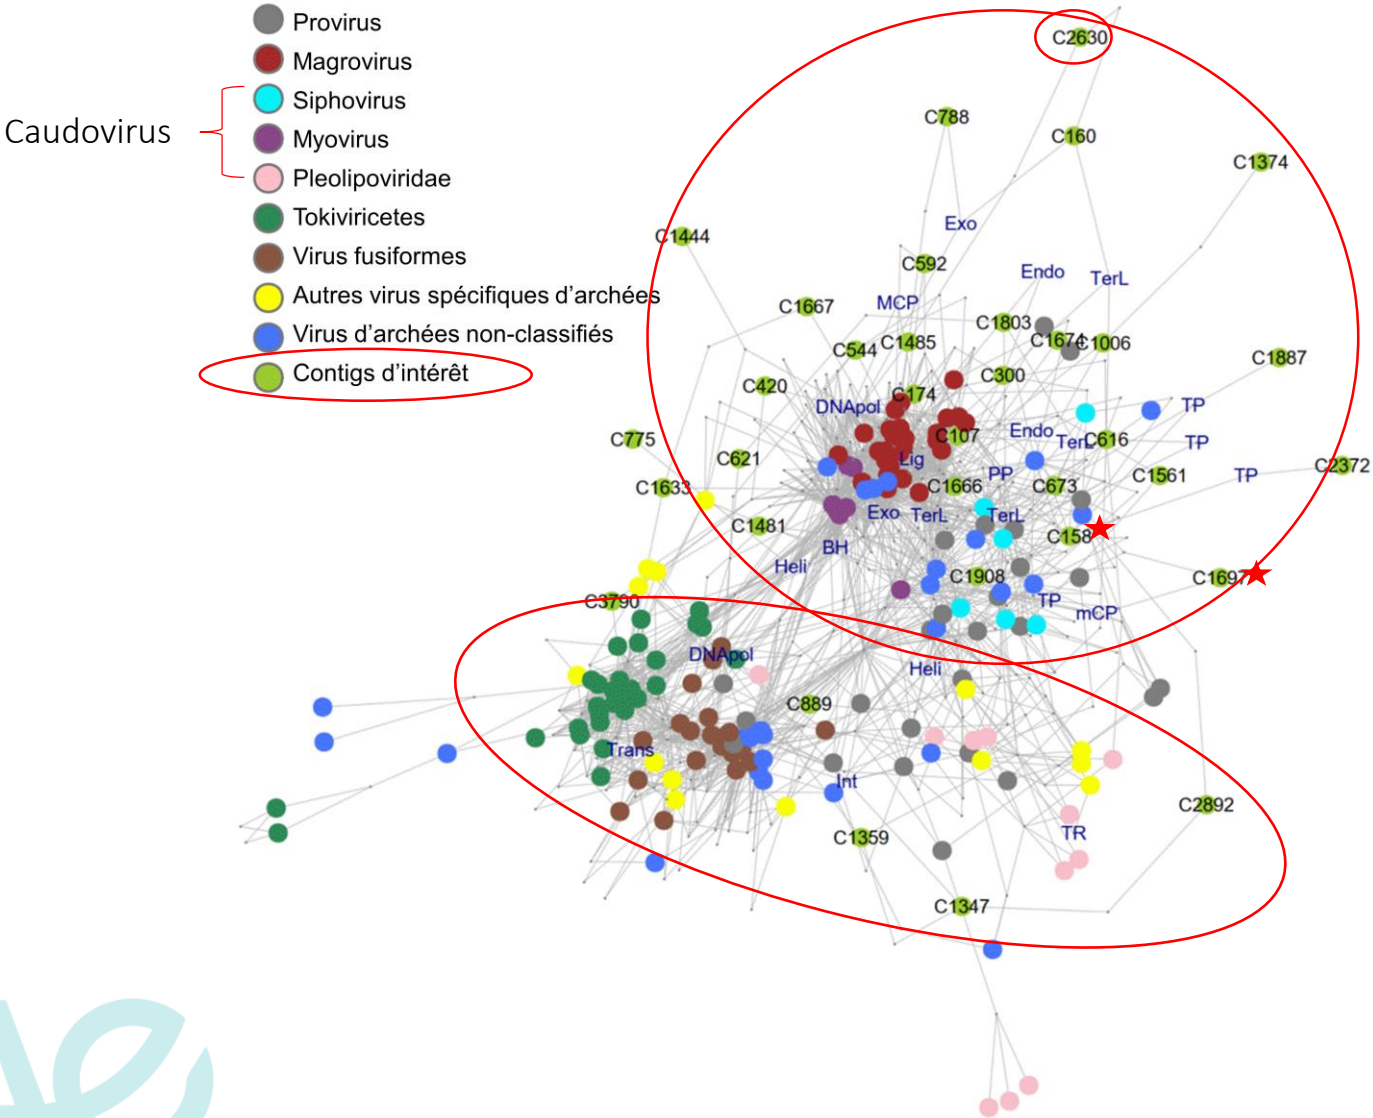 Provirus
Magrovirus
Siphovirus
Caudovirus
Myovirus
Pleolipoviridae
Tokiviricetes
Virus fusiformes
Autres virus spécifiques d’archées
Virus d’archées non-classifiés
Contigs d’intérêt
C2630
C788
C160
C1374
Exo
C1444
C592
Endo
TerL
MCP
C1667
C1803
C1674
C1006
C544
C1485
C1887
C300
C420
C174
DNApol
TP
C107
Endo
TerL
C616
TP
C775
C621
Lig
PP
C2372
TP
C1561
C1633
C1666
C673
Exo
TerL
TerL
C1481
C158
BH
Heli
C1908
C1697
C3790
TP
mCP
DNApol
Heli
C889
Trans
Int
C2892
C1359
TR
C1347